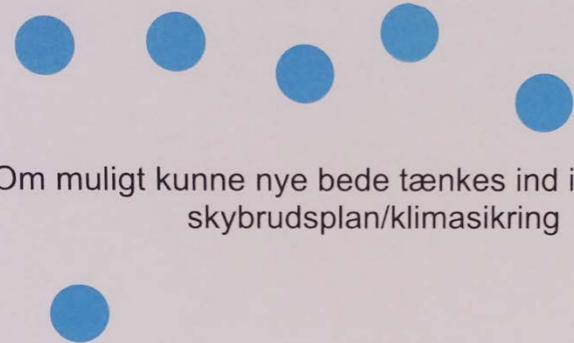 Om muligt kunne nye bede tænkes ind i
skybrudsplan/klimasikring